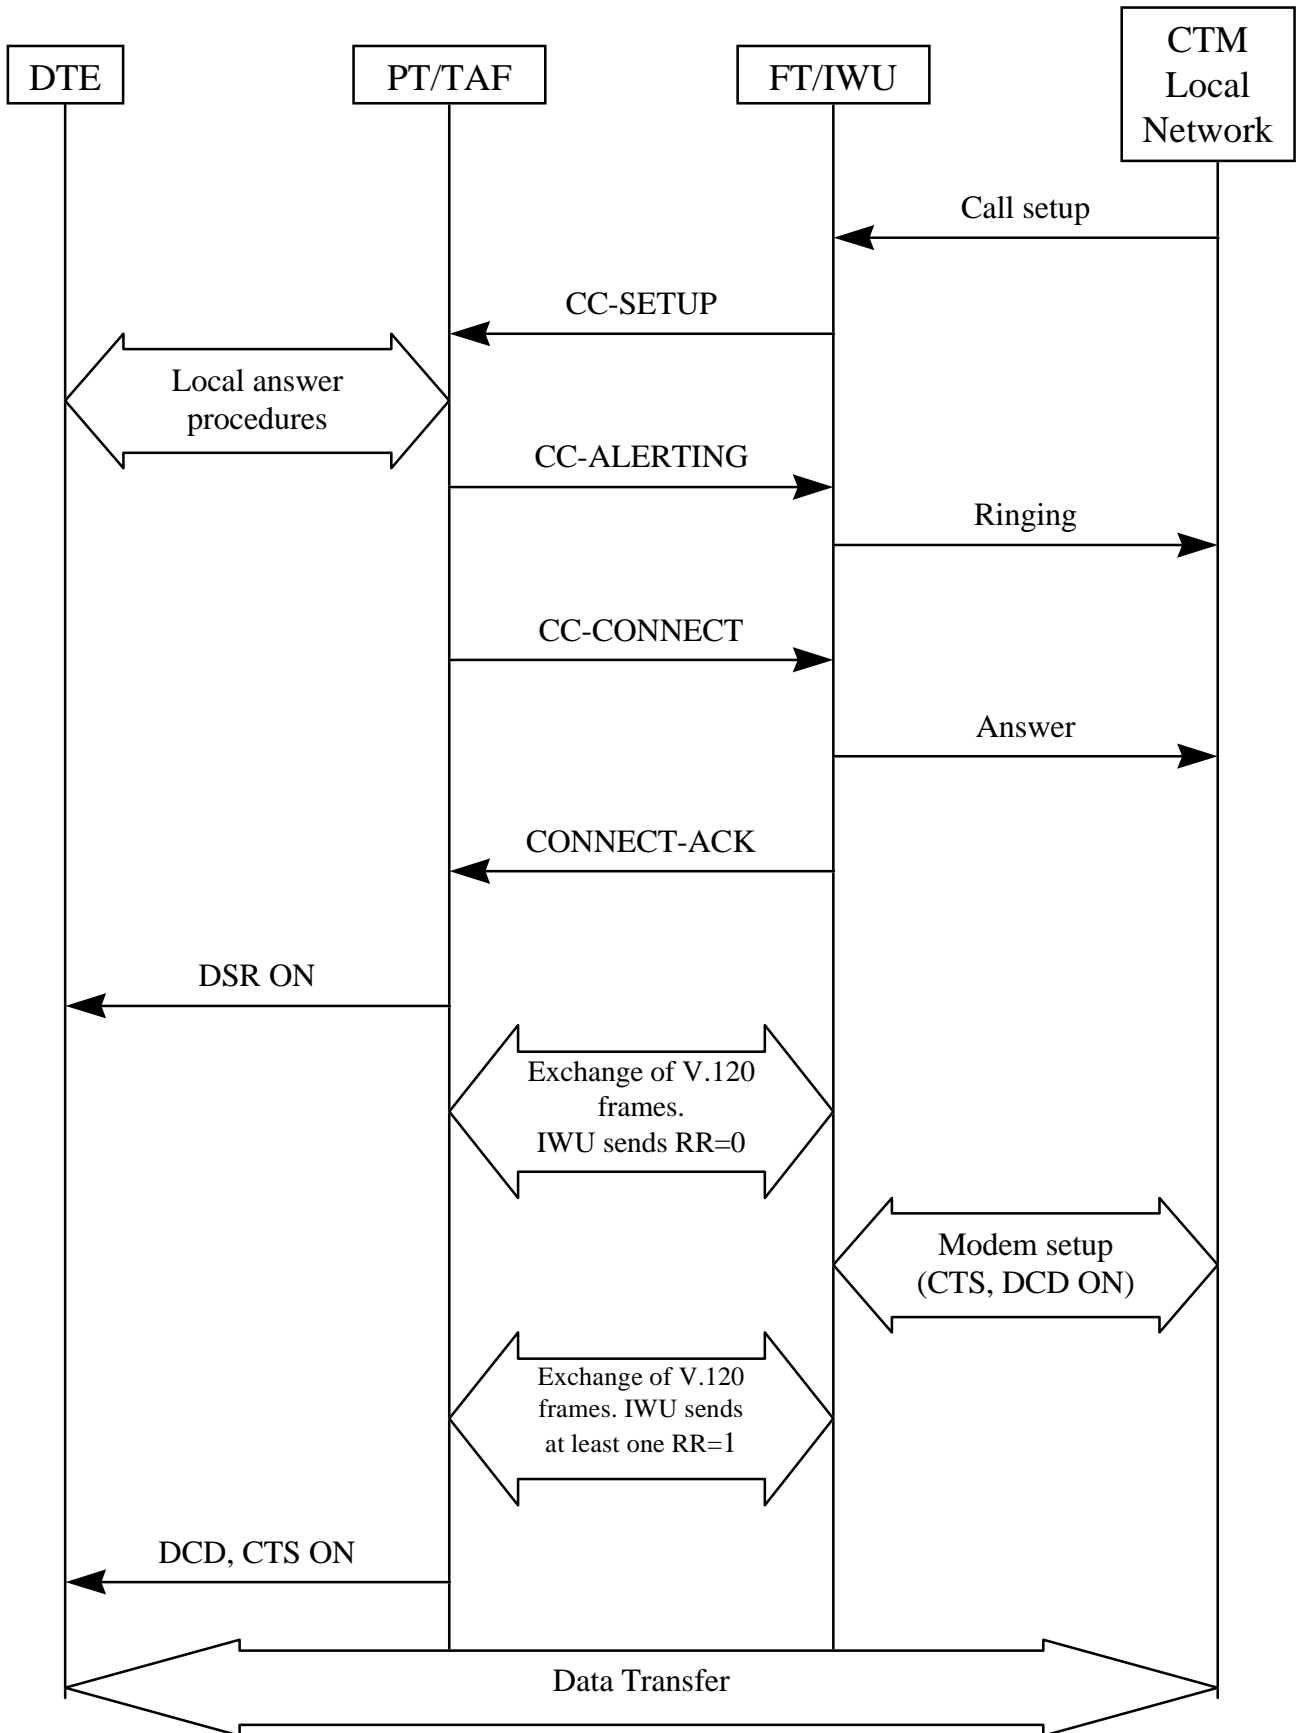 DTE
PT/TAF
FT/IWU
CTM
Local
Network
Call setup
CC-SETUP
Local answer
procedures
CC-ALERTING
Ringing
CC-CONNECT
Answer
CONNECT-ACK
DSR ON
Exchange of V.120
frames.
IWU sends RR=0
Modem setup
(CTS, DCD ON)
Exchange of V.120
frames. IWU sends
at least one RR=1
DCD, CTS ON
Data Transfer